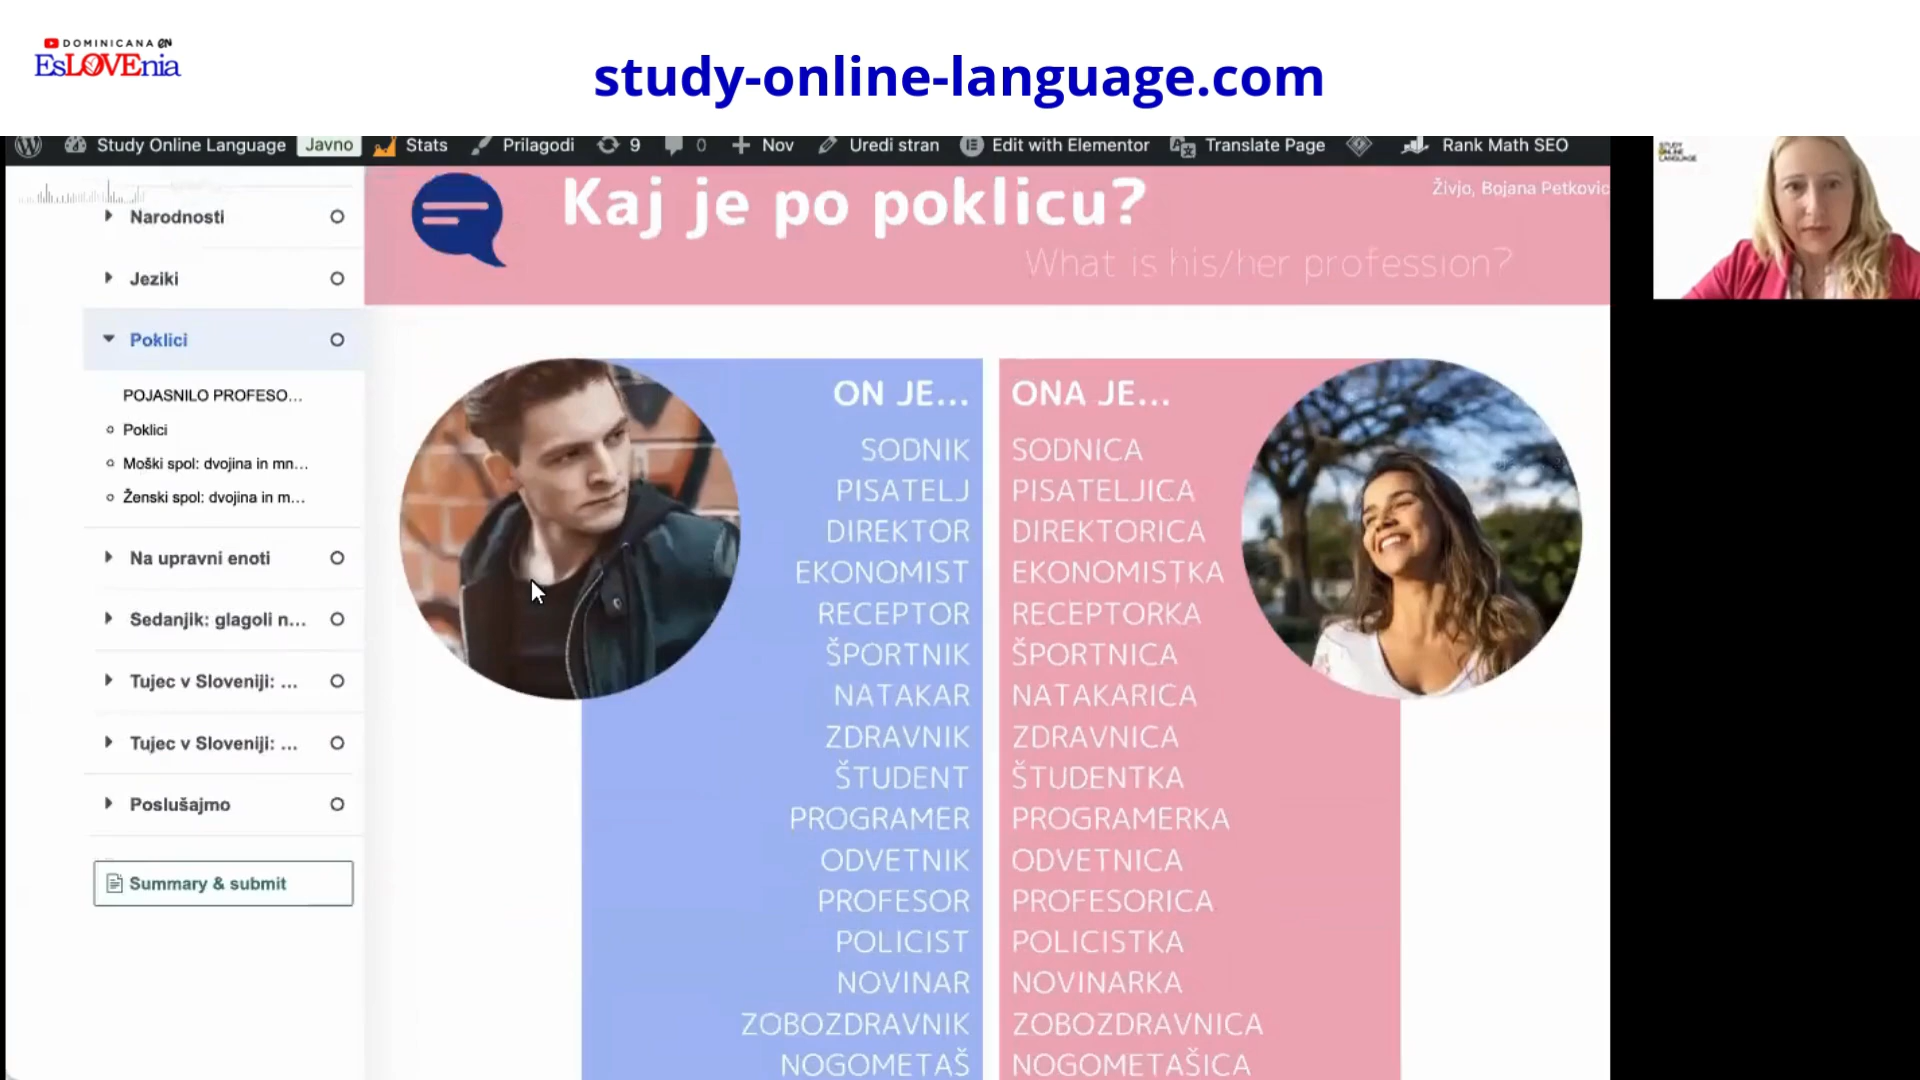 DOMINICANA EN
EsLOVEnia
study-online-language.com
Study Online Language Javno Stats Prilagodi 9 0 Nov Uredi stran Edit with Elementor Translate Page Rank Math SEO
STUDY ONLINE LANGUAGE
Živjo, Bojana Petkovic
Narodnosti
Jeziki
Poklici
POJASNILO PROFESO...
Poklici
Moški spol: dvojina in mn...
Ženski spol: dvojina in m...
Na upravni enoti
Sedanjik: glagoli n...
Tujec v Sloveniji: ...
Tujec v Sloveniji: ...
Poslušajmo
Summary & submit
Kaj je po poklicu?
What is his/her profession?
ON JE...
SODNIK
PISATELJ
DIREKTOR
EKONOMIST
RECEPTOR
ŠPORTNIK
NATAKAR
ZDRAVNIK
ŠTUDENT
PROGRAMER
ODVETNIK
PROFESOR
POLICIST
NOVINAR
ZOBOZDRAVNIK
NOGOMETAŠ
ONA JE...
SODNICA
PISATELJICA
DIREKTORICA
EKONOMISTKA
RECEPTORKA
ŠPORTNICA
NATAKARICA
ZDRAVNICA
ŠTUDENTKA
PROGRAMERKA
ODVETNICA
PROFESORICA
POLICISTKA
NOVINARKA
ZOBOZDRAVNICA
NOGOMETAŠICA